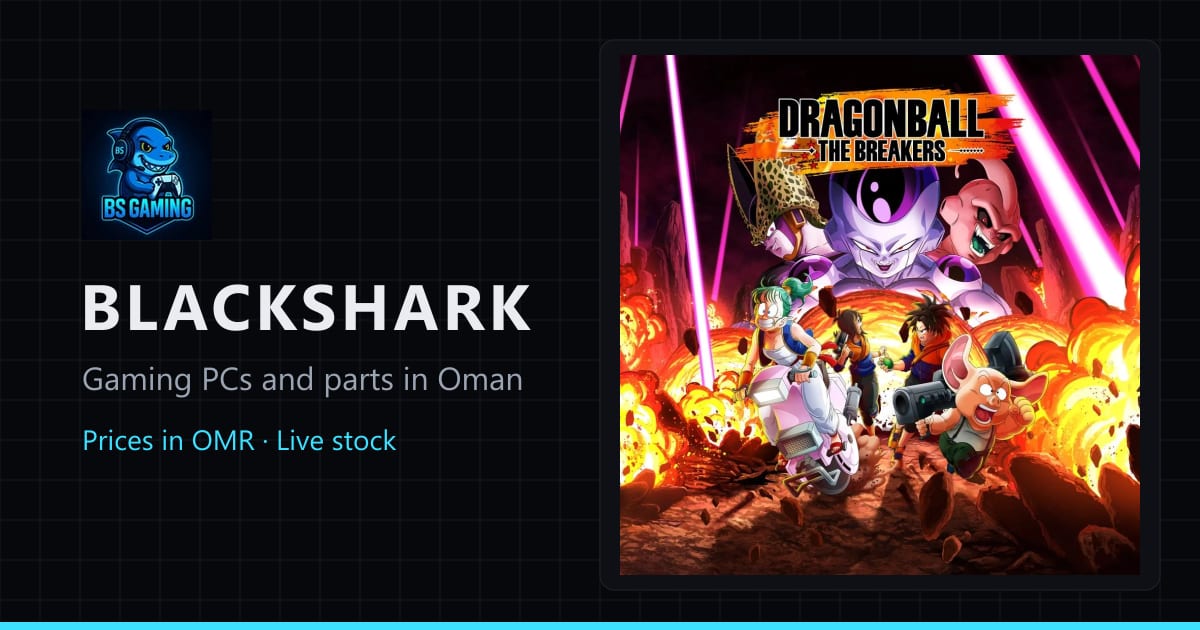 BS
BS GAMING
BLACKSHARK
Gaming PCs and parts in Oman
Prices in OMR · Live stock
DRAGONBALL
THE BREAKERS